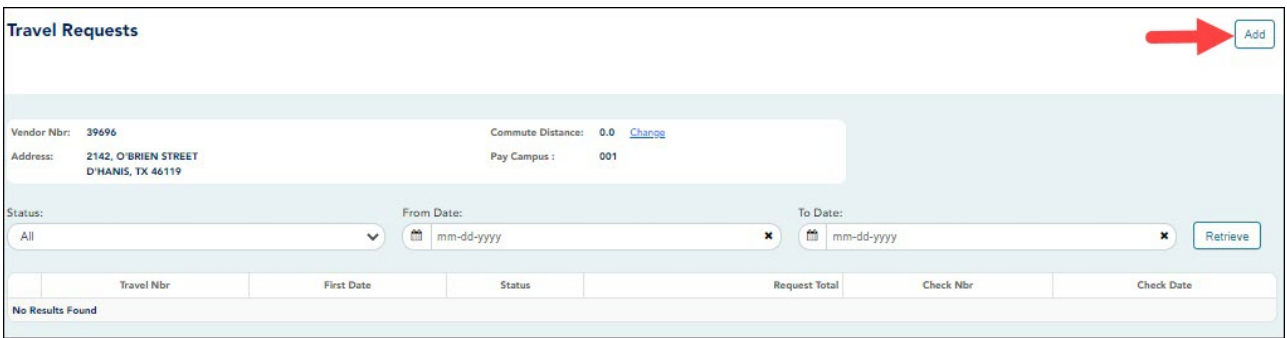 Travel Requests
Add
Vendor Nbr: 39696 Commute Distance: 0.0 Change
Address: 2142, O'BRIEN STREET Pay Campus : 001
D'HANIS, TX 46119
Status: From Date: To Date:
All mm-dd-yyyy mm-dd-yyyy Retrieve
Travel Nbr First Date Status Request Total Check Nbr Check Date
No Results Found